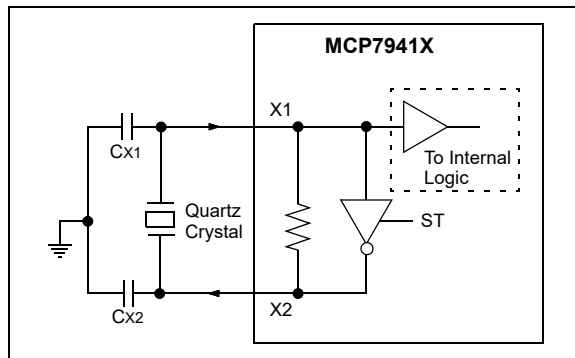 MCP7941X
X1
CX1
To Internal
Logic
Quartz
Crystal
ST
X2
CX2